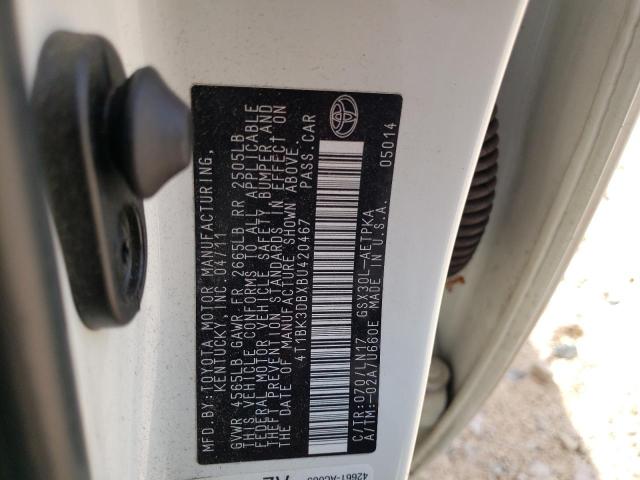 MFD. BY: TOYOTA MOTOR MANUFACTURING,
KENTUCKY, INC. 04/11
GVWR 4565LB GAWR FR 2665LB RR 2505LB
THIS VEHICLE CONFORMS TO ALL APPLICABLE
FEDERAL MOTOR VEHICLE SAFETY, BUMPER AND
THEFT PREVENTION STANDARDS IN EFFECT ON
THE DATE OF MANUFACTURE SHOWN ABOVE.
4T1BK3DBXBU420467 PASS.CAR
C/TR:070/LN17 GSX30L-AETPKA
A/TM:-02A/U660E MADE IN U.S.A.
05014